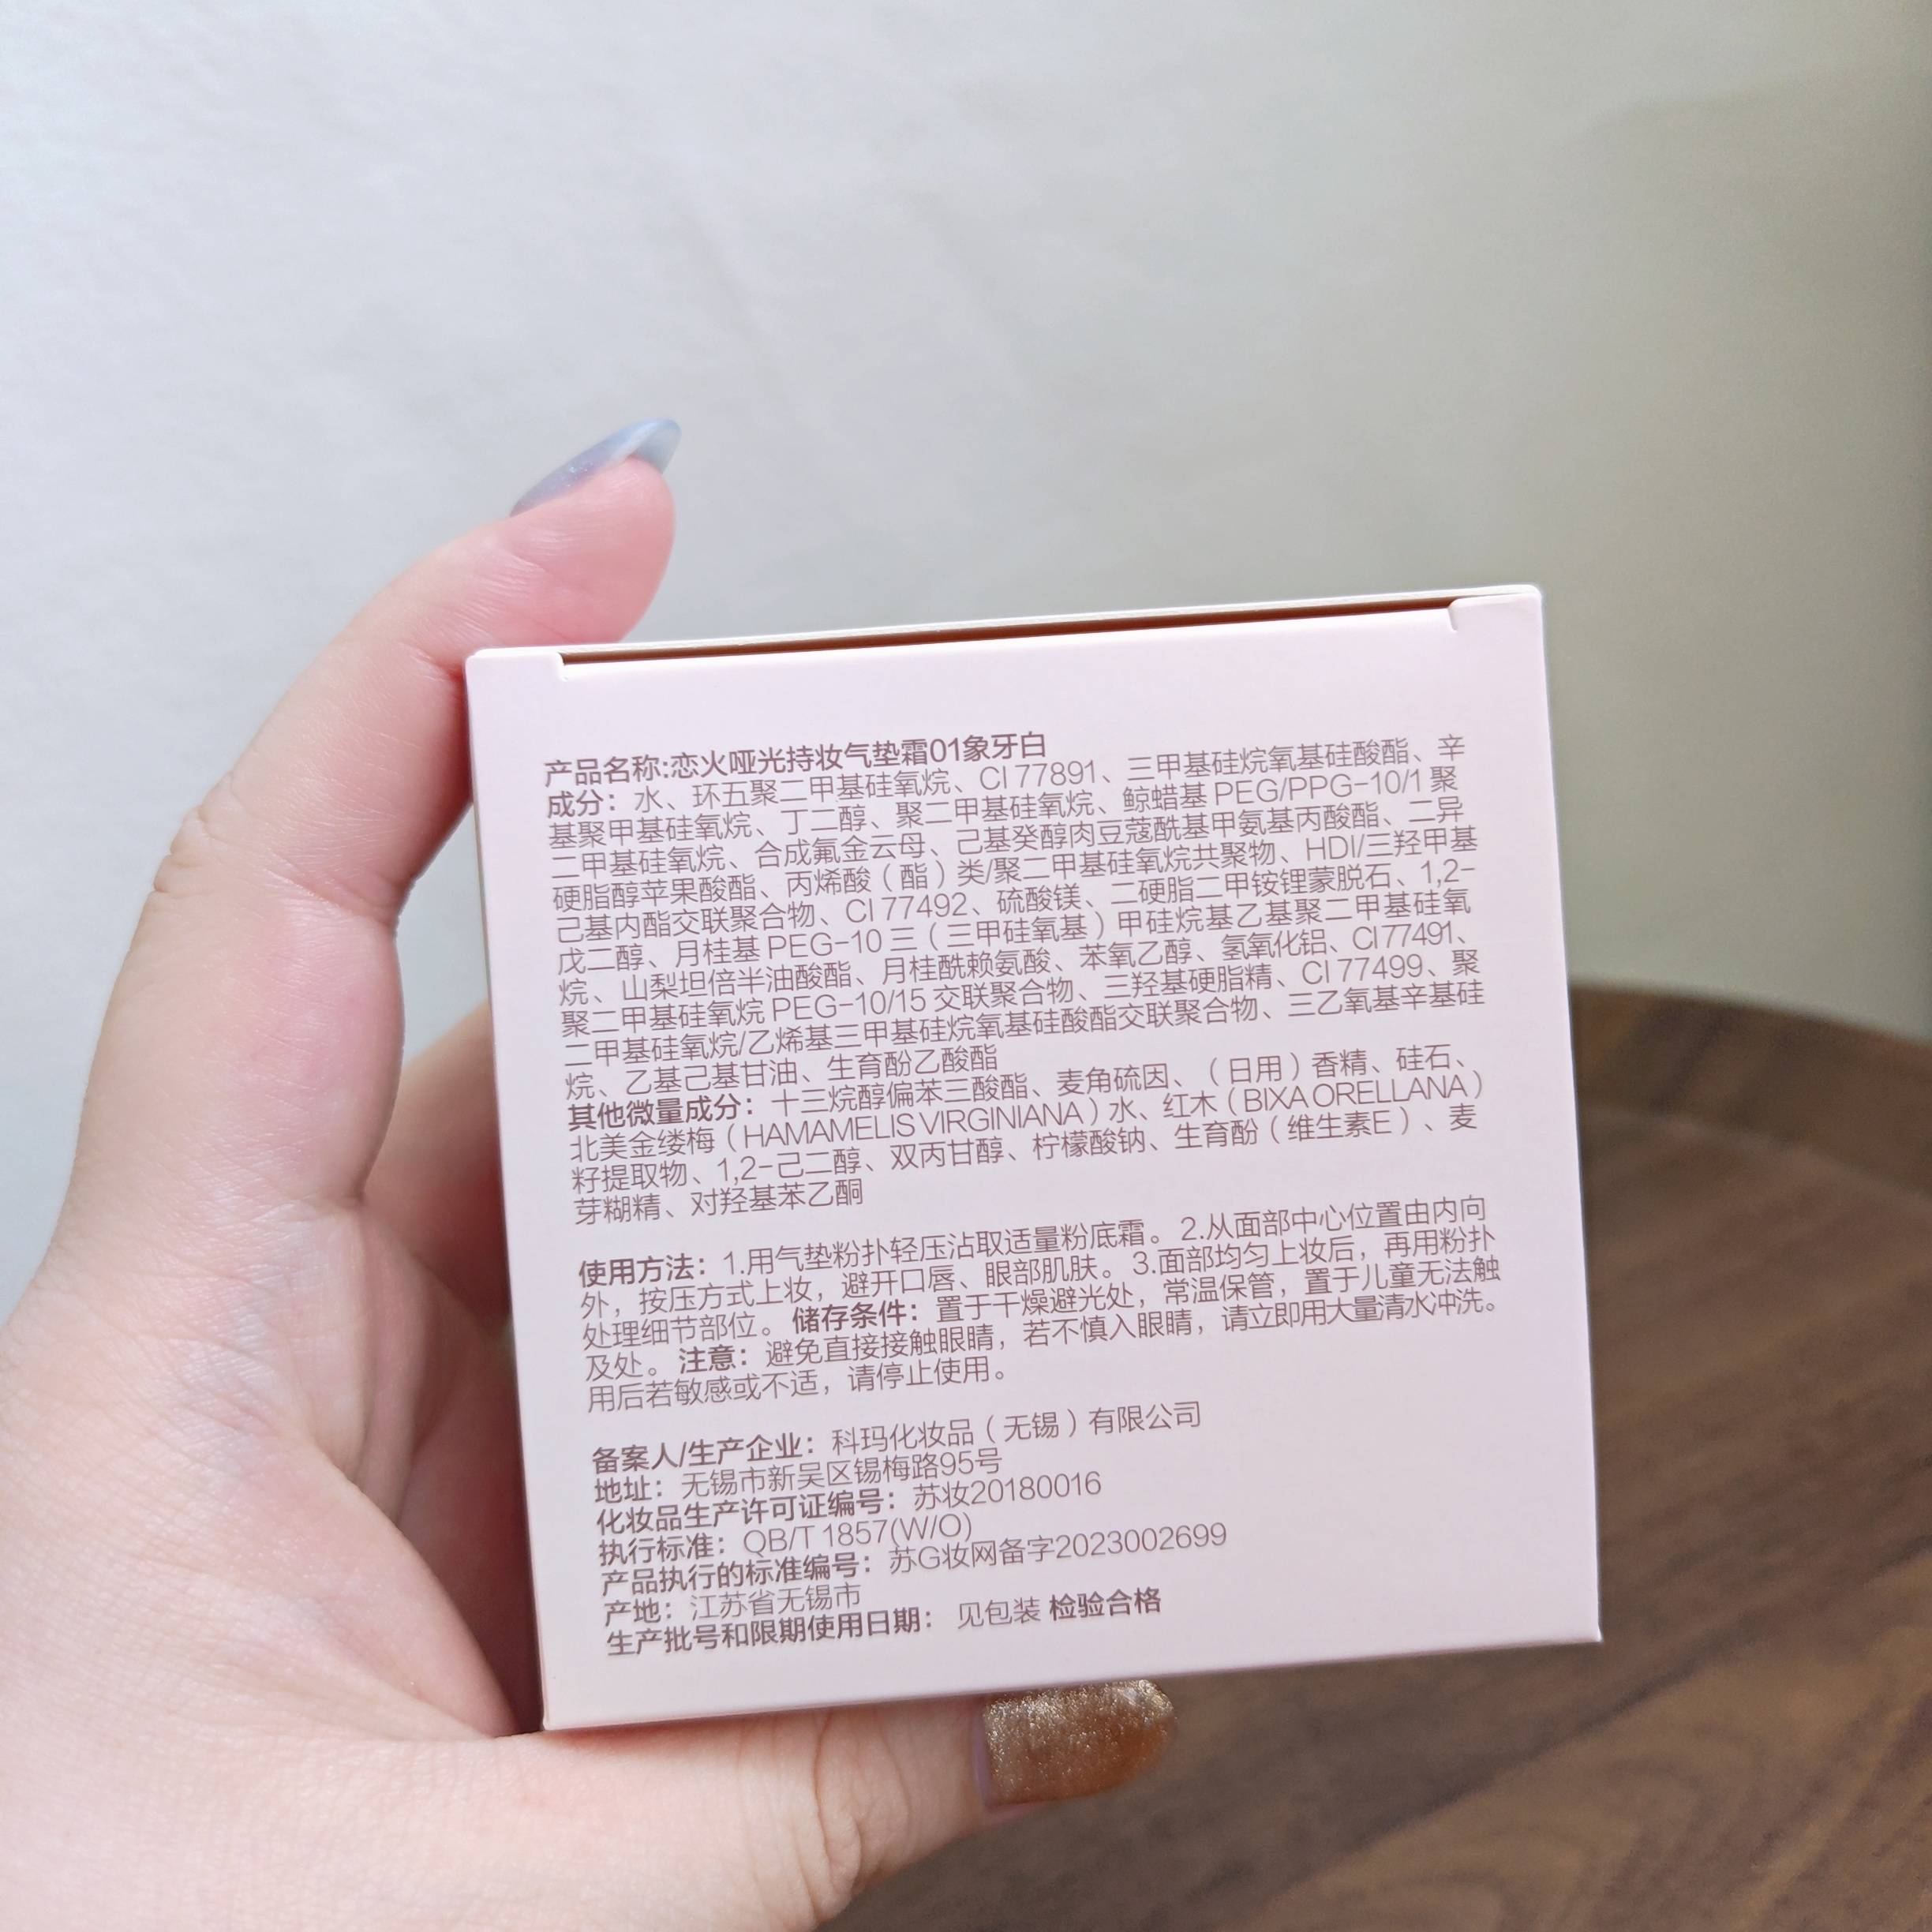 产品名称:恋火哑光持妆气垫霜01象牙白
成分：水、环五聚二甲基硅氧烷、CI 77891、三甲基硅烷氧基硅酸酯、辛
基聚甲基硅氧烷、丁二醇、聚二甲基硅氧烷、鲸蜡基 PEG/PPG-10/1 聚
二甲基硅氧烷、合成氟金云母、己基癸醇肉豆蔻酰基甲氨基丙酸酯、二异
硬脂醇苹果酸酯、丙烯酸（酯）类/聚二甲基硅氧烷共聚物、HDI/三羟甲基
己基内酯交联聚合物、CI 77492、硫酸镁、二硬脂二甲铵锂蒙脱石、1,2-
戊二醇、月桂基 PEG-10 三（三甲硅氧基）甲硅烷基乙基聚二甲基硅氧
烷、山梨坦倍半油酸酯、月桂酰赖氨酸、苯氧乙醇、氢氧化铝、CI 77491、
聚二甲基硅氧烷 PEG-10/15 交联聚合物、三羟基硬脂精、CI 77499、聚
二甲基硅氧烷/乙烯基三甲基硅烷氧基硅酸酯交联聚合物、三乙氧基辛基硅
烷、乙基己基甘油、生育酚乙酸酯
其他微量成分：十三烷醇偏苯三酸酯、麦角硫因、（日用）香精、硅石、
北美金缕梅（HAMAMELIS VIRGINIANA）水、红木（BIXA ORELLANA）
籽提取物、1,2-己二醇、双丙甘醇、柠檬酸钠、生育酚（维生素E）、麦
芽糊精、对羟基苯乙酮
使用方法：1.用气垫粉扑轻压沾取适量粉底霜。2.从面部中心位置由内向
外，按压方式上妆，避开口唇、眼部肌肤。3.面部均匀上妆后，再用粉扑
处理细节部位。储存条件：置于干燥避光处，常温保管，置于儿童无法触
及处。注意：避免直接接触眼睛，若不慎入眼睛，请立即用大量清水冲洗。
用后若敏感或不适，请停止使用。
备案人/生产企业：科玛化妆品（无锡）有限公司
地址：无锡市新吴区锡梅路95号
化妆品生产许可证编号：苏妆20180016
执行标准：QB/T 1857(W/O)
产品执行的标准编号：苏G妆网备字2023002699
产地：江苏省无锡市
生产批号和限期使用日期：见包装 检验合格